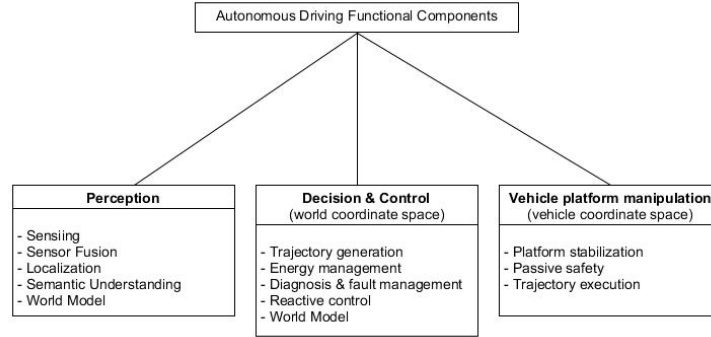 Autonomous Driving Functional Components
Perception
- Sensiing
- Sensor Fusion
- Localization
- Semantic Understanding
- World Model
Decision & Control
(world coordinate space)
- Trajectory generation
- Energy management
- Diagnosis & fault management
- Reactive control
- World Model
Vehicle platform manipulation
(vehicle coordinate space)
- Platform stabilization
- Passive safety
- Trajectory execution